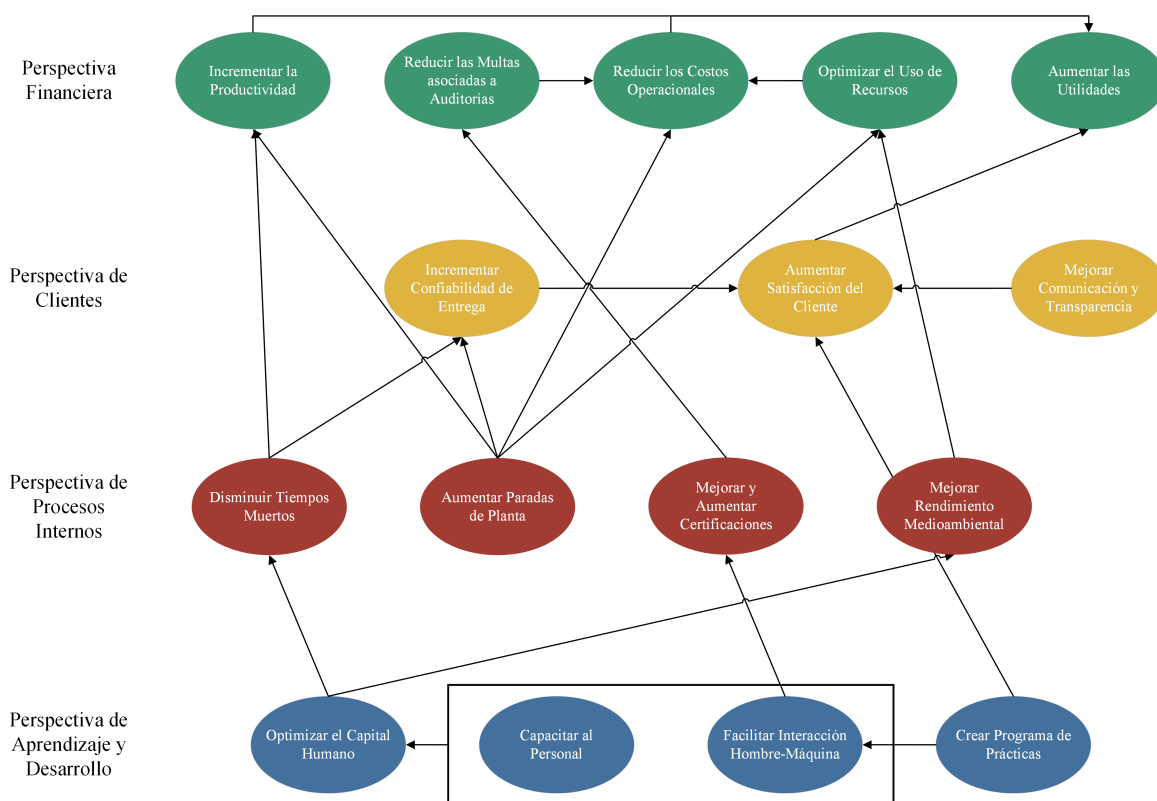 Perspectiva
Financiera
Incrementar la
Productividad
Reducir las Multas
asociadas a
Auditorías
Reducir los Costos
Operacionales
Optimizar el Uso de
Recursos
Aumentar las
Utilidades
Perspectiva de
Clientes
Incrementar
Confiabilidad de
Entrega
Aumentar
Satisfacción del
Cliente
Mejorar
Comunicación y
Transparencia
Perspectiva de
Procesos
Internos
Disminuir Tiempos
Muertos
Aumentar Paradas
de Planta
Mejorar y
Aumentar
Certificaciones
Mejorar
Rendimiento
Medioambiental
Perspectiva de
Aprendizaje y
Desarrollo
Optimizar el Capital
Humano
Capacitar al
Personal
Facilitar Interacción
Hombre-Máquina
Crear Programa de
Prácticas